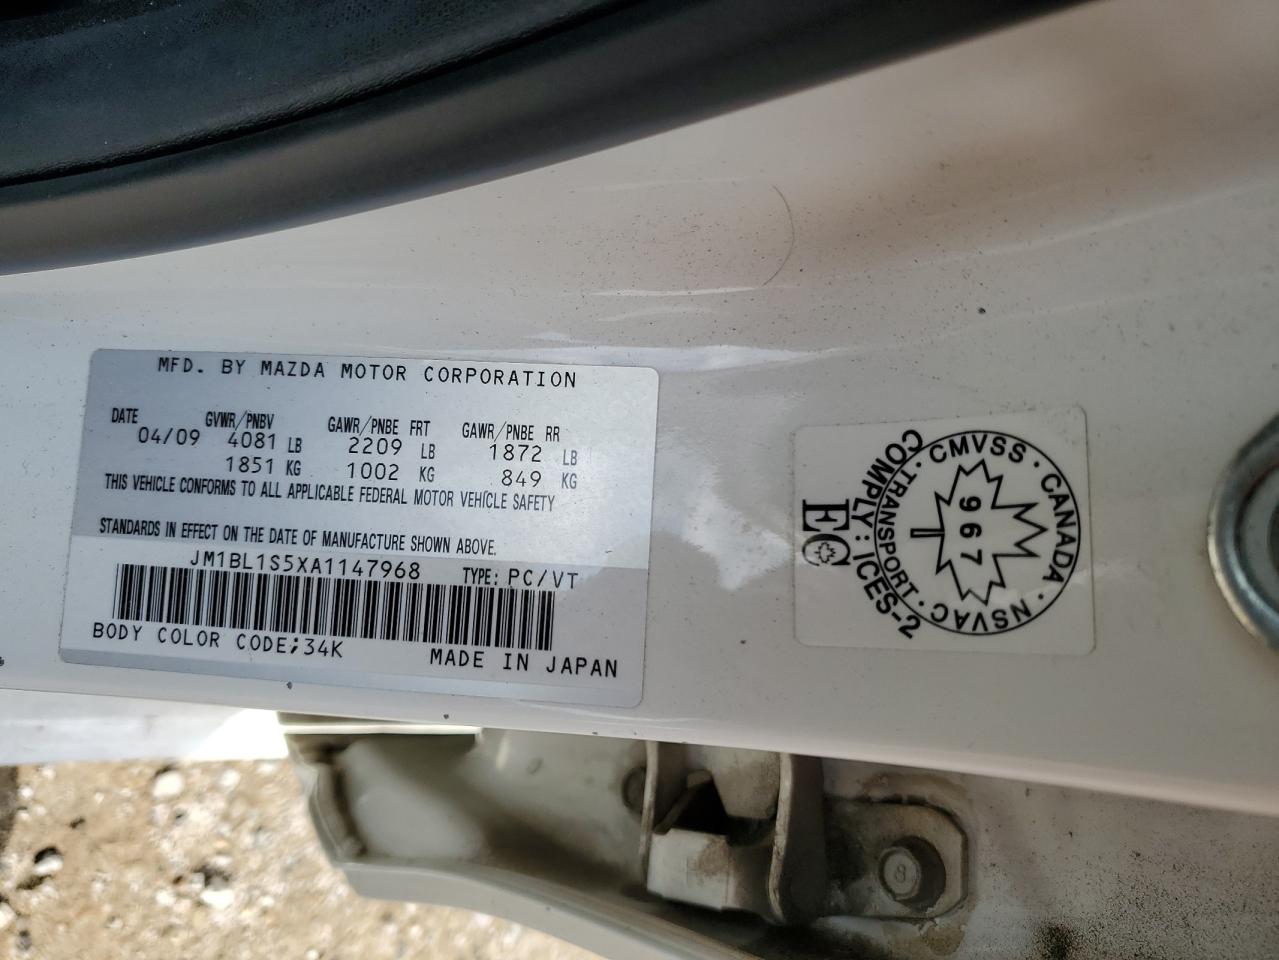 MFD. BY MAZDA MOTOR CORPORATION
DATE GVWR/PNBV GAWR/PNBE FRT GAWR/PNBE RR
04/09 4081 LB 2209 LB 1872 LB
1851 KG 1002 KG 849 KG
THIS VEHICLE CONFORMS TO ALL APPLICABLE FEDERAL MOTOR VEHICLE SAFETY
STANDARDS IN EFFECT ON THE DATE OF MANUFACTURE SHOWN ABOVE.
JM1BL1S5XA1147968 TYPE: PC/VT
BODY COLOR CODE;34K
MADE IN JAPAN
EC
COMPLY: ICES-2
TRANSPORT · CMVSS · CANADA · NSVAC ·
967
8